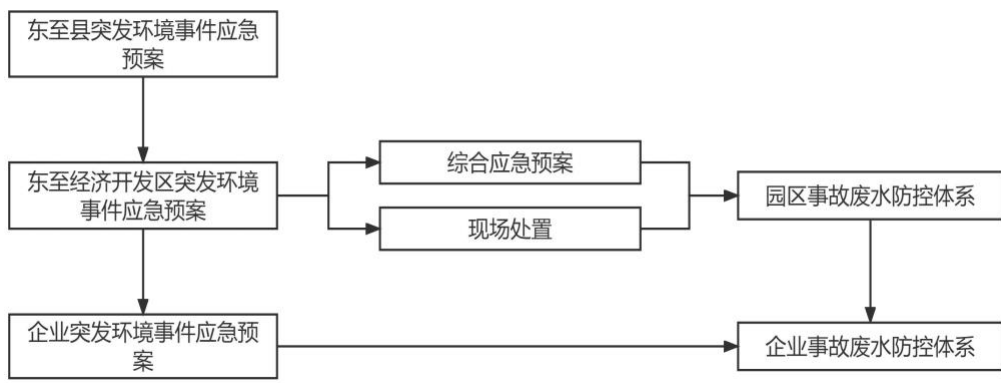 东至县突发环境事件应急
预案
东至经济开发区突发环境
事件应急预案
综合应急预案
现场处置
园区事故废水防控体系
企业突发环境事件应急预
案
企业事故废水防控体系